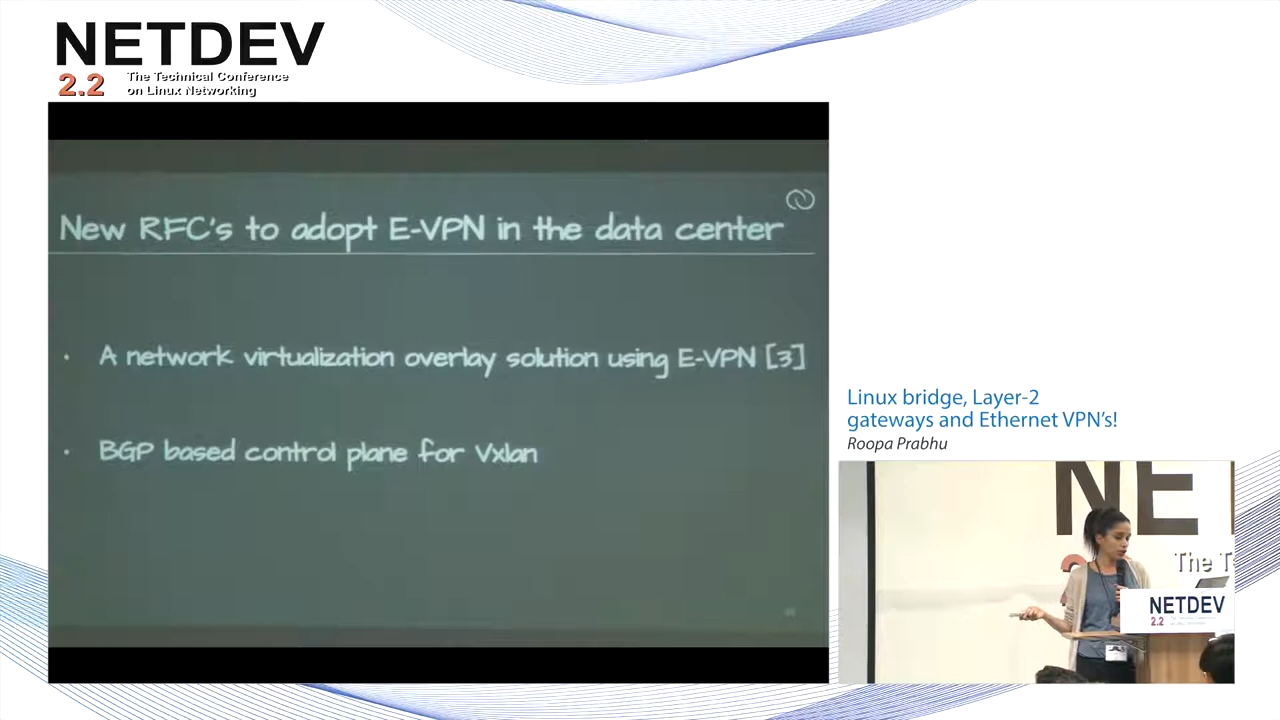 NETDEV
2.2
The Technical Conference
on Linux Networking
New RFC's to adopt E-VPN in the data center
· A network virtualization overlay solution using E-VPN [3]
· BGP based control plane for Vxlan
Linux bridge, Layer-2
gateways and Ethernet VPN's!
Roopa Prabhu
NE
The T
NETDEV
2.2